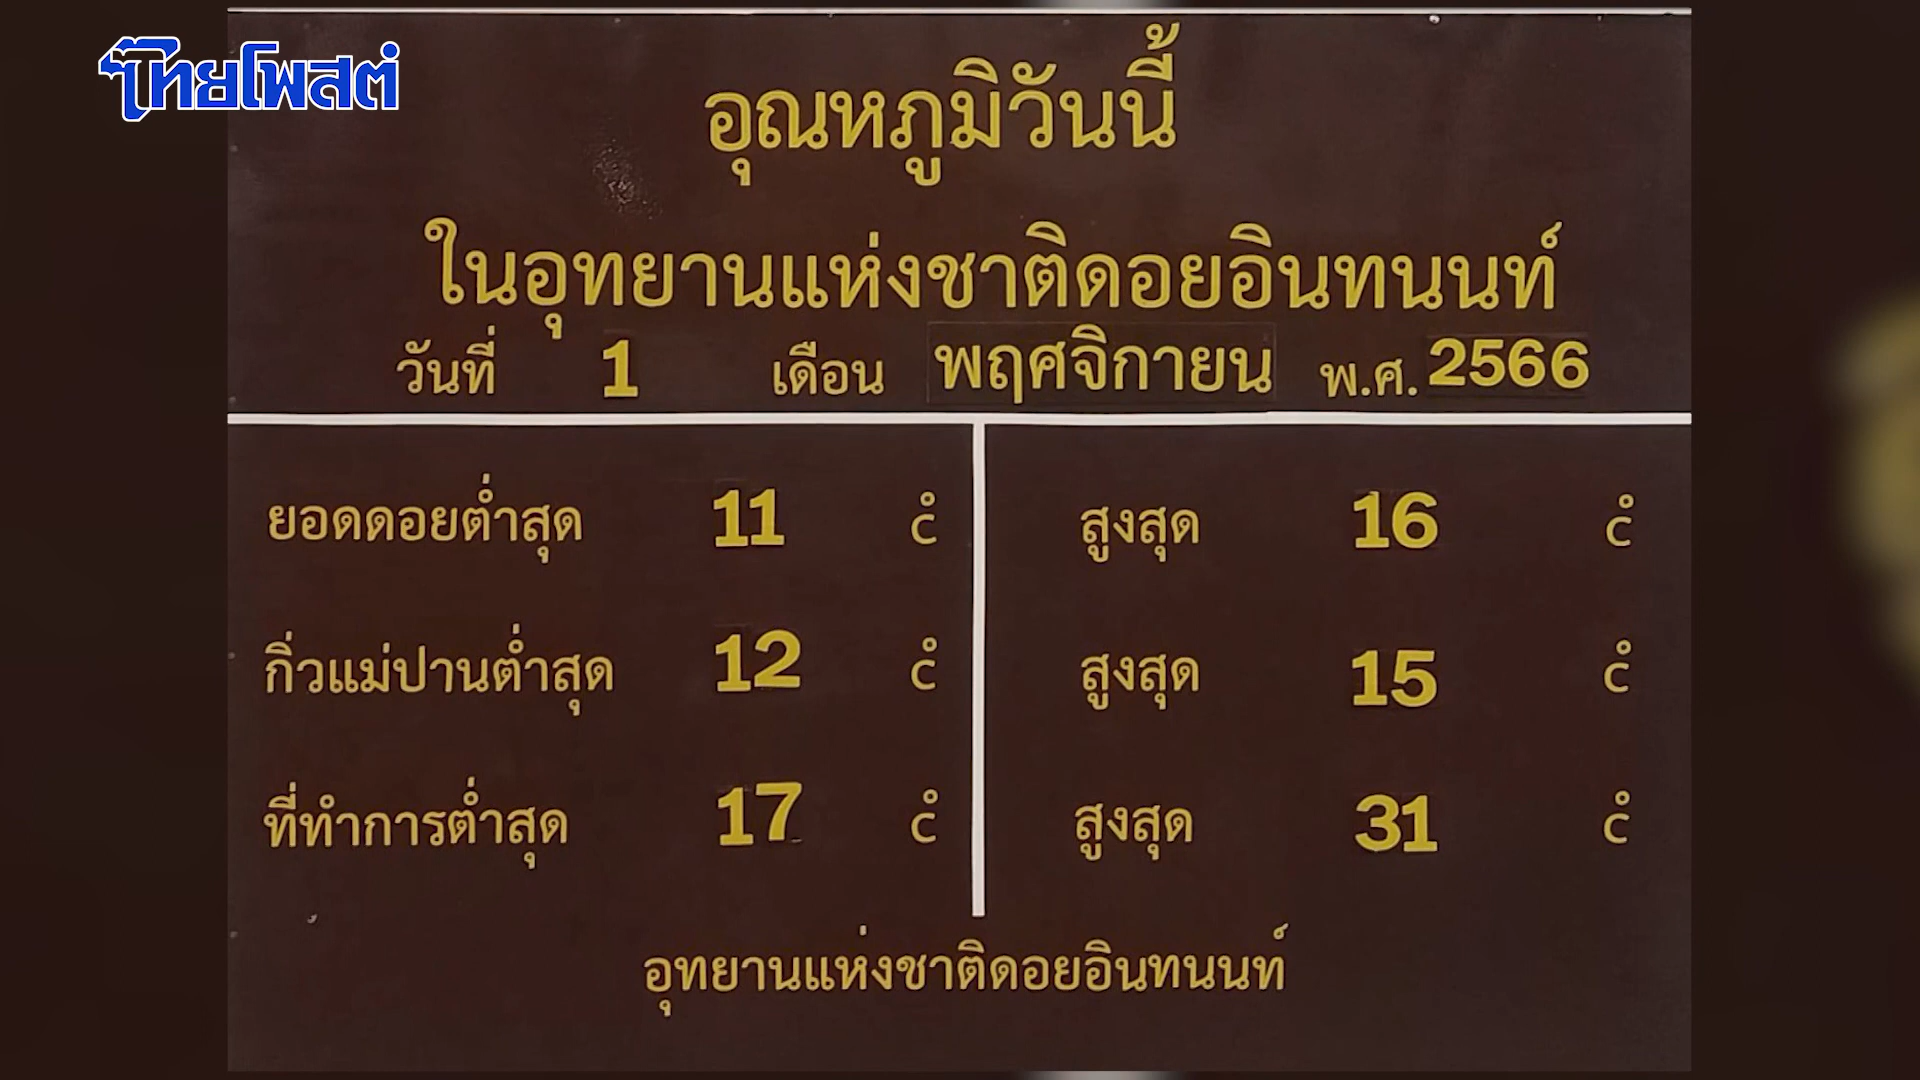 ไทยโพสต์
อุณหภูมิวันนี้
ในอุทยานแห่งชาติดอยอินทนนท์
วันที่ 1 เดือน พฤศจิกายน พ.ศ. 2566
ยอดดอยต่ำสุด 11 c° สูงสุด 16 c°
กิ่วแม่ปานต่ำสุด 12 c° สูงสุด 15 c°
ที่ทำการต่ำสุด 17 c° สูงสุด 31 c°
อุทยานแห่งชาติดอยอินทนนท์